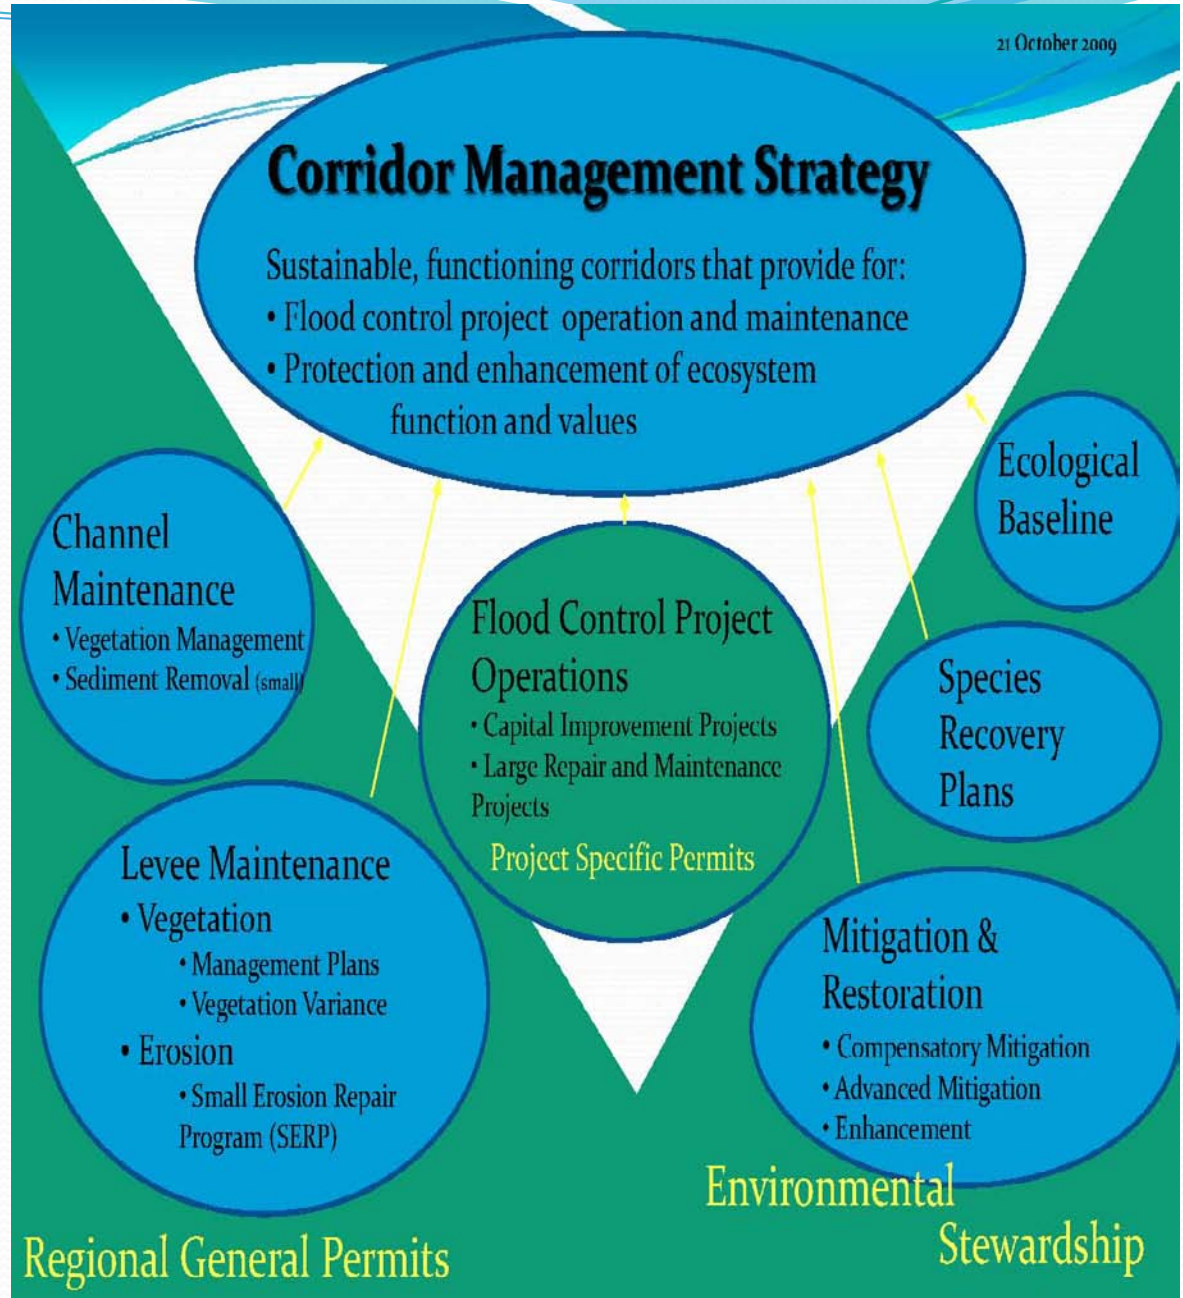 21 October 2009
Corridor Management Strategy
Sustainable, functioning corridors that provide for:
• Flood control project operation and maintenance
• Protection and enhancement of ecosystem
function and values
Channel
Maintenance
• Vegetation Management
• Sediment Removal (small)
Levee Maintenance
• Vegetation
• Management Plans
• Vegetation Variance
• Erosion
• Small Erosion Repair
Program (SERP)
Regional General Permits
Flood Control Project
Operations
• Capital Improvement Projects
• Large Repair and Maintenance
Projects
Project Specific Permits
Ecological
Baseline
Species
Recovery
Plans
Mitigation &
Restoration
• Compensatory Mitigation
• Advanced Mitigation
• Enhancement
Environmental
Stewardship